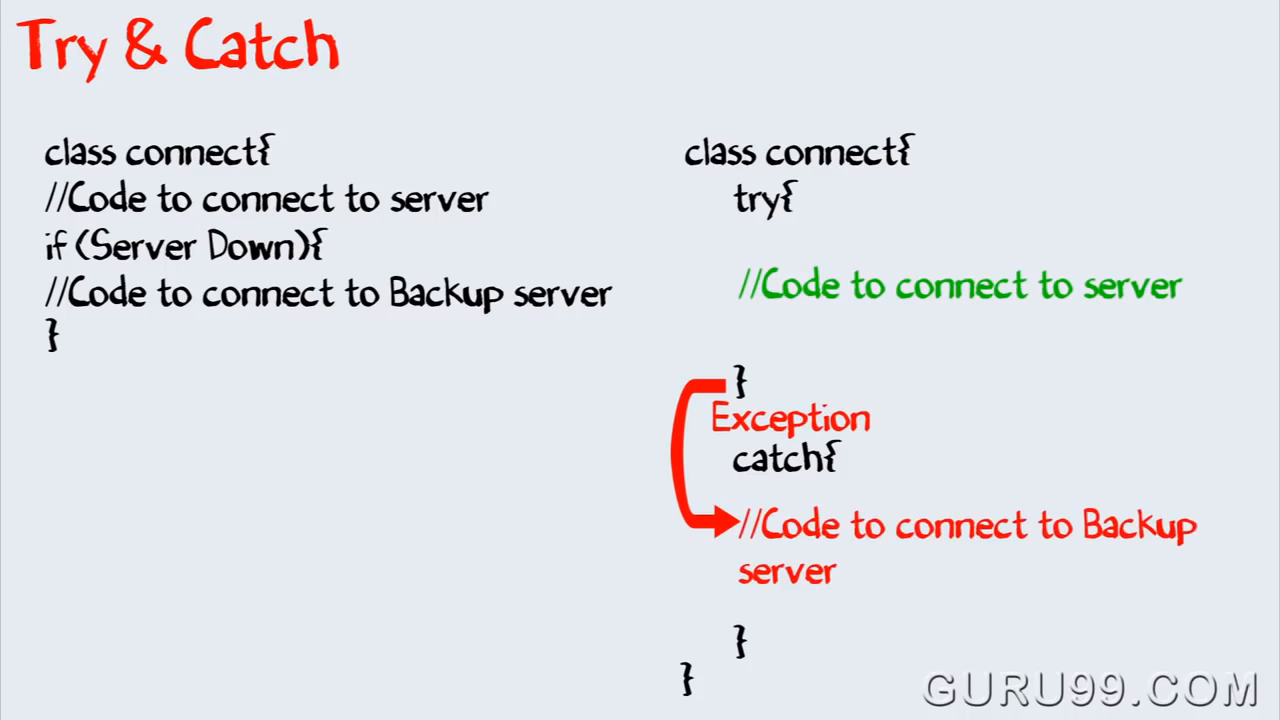 Try & Catch
class connect{
//Code to connect to server
if (Server Down){
//Code to connect to Backup server
}
class connect{
try{
//Code to connect to server
}
Exception
catch{
//Code to connect to Backup
server
}
}
GURU99.COM